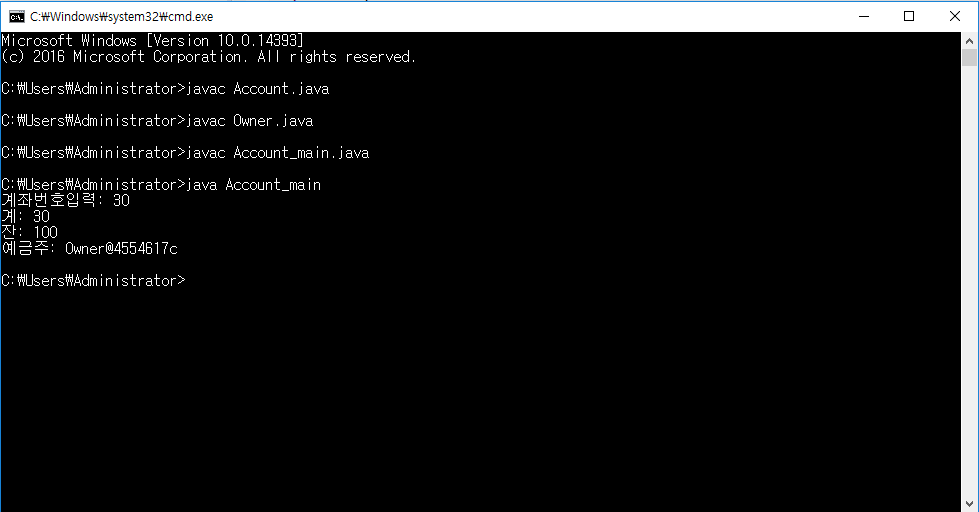 C:₩Windows₩system32₩cmd.exe
Microsoft Windows [Version 10.0.14393]
(c) 2016 Microsoft Corporation. All rights reserved.
C:₩Users₩Administrator>javac Account.java
C:₩Users₩Administrator>javac Owner.java
C:₩Users₩Administrator>javac Account_main.java
C:₩Users₩Administrator>java Account_main
계좌번호입력: 30
계: 30
잔: 100
예금주: Owner@4554617c
C:₩Users₩Administrator>